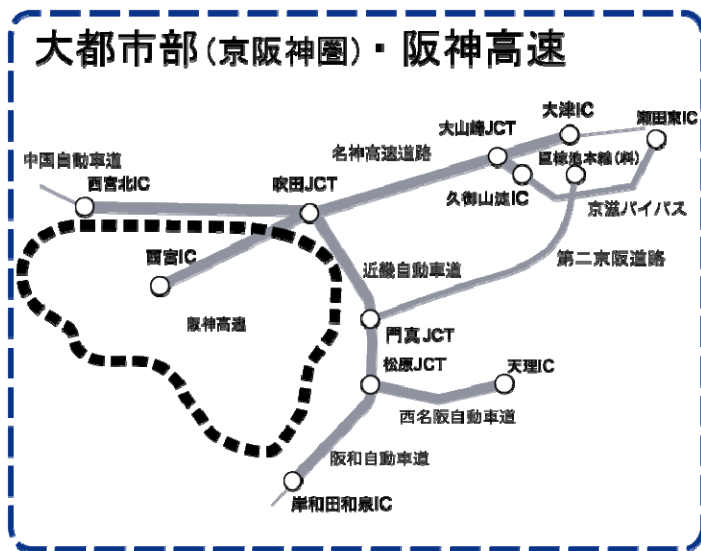 大都市部(京阪神圏)・阪神高速
大津IC
瀬田東IC
大山崎JCT
中国自動車道
名神高速道路
巨椋池本線(料)
西宮北IC
吹田JCT
久御山淀IC
京滋バイパス
西宮IC
近畿自動車道
第二京阪道路
阪神高速
門真JCT
松原JCT
天理IC
西名阪自動車道
阪和自動車道
岸和田和泉IC